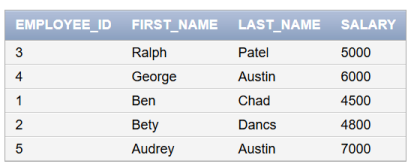 EMPLOYEE_ID FIRST_NAME LAST_NAME SALARY
3 Ralph Patel 5000
4 George Austin 6000
1 Ben Chad 4500
2 Bety Dancs 4800
5 Audrey Austin 7000